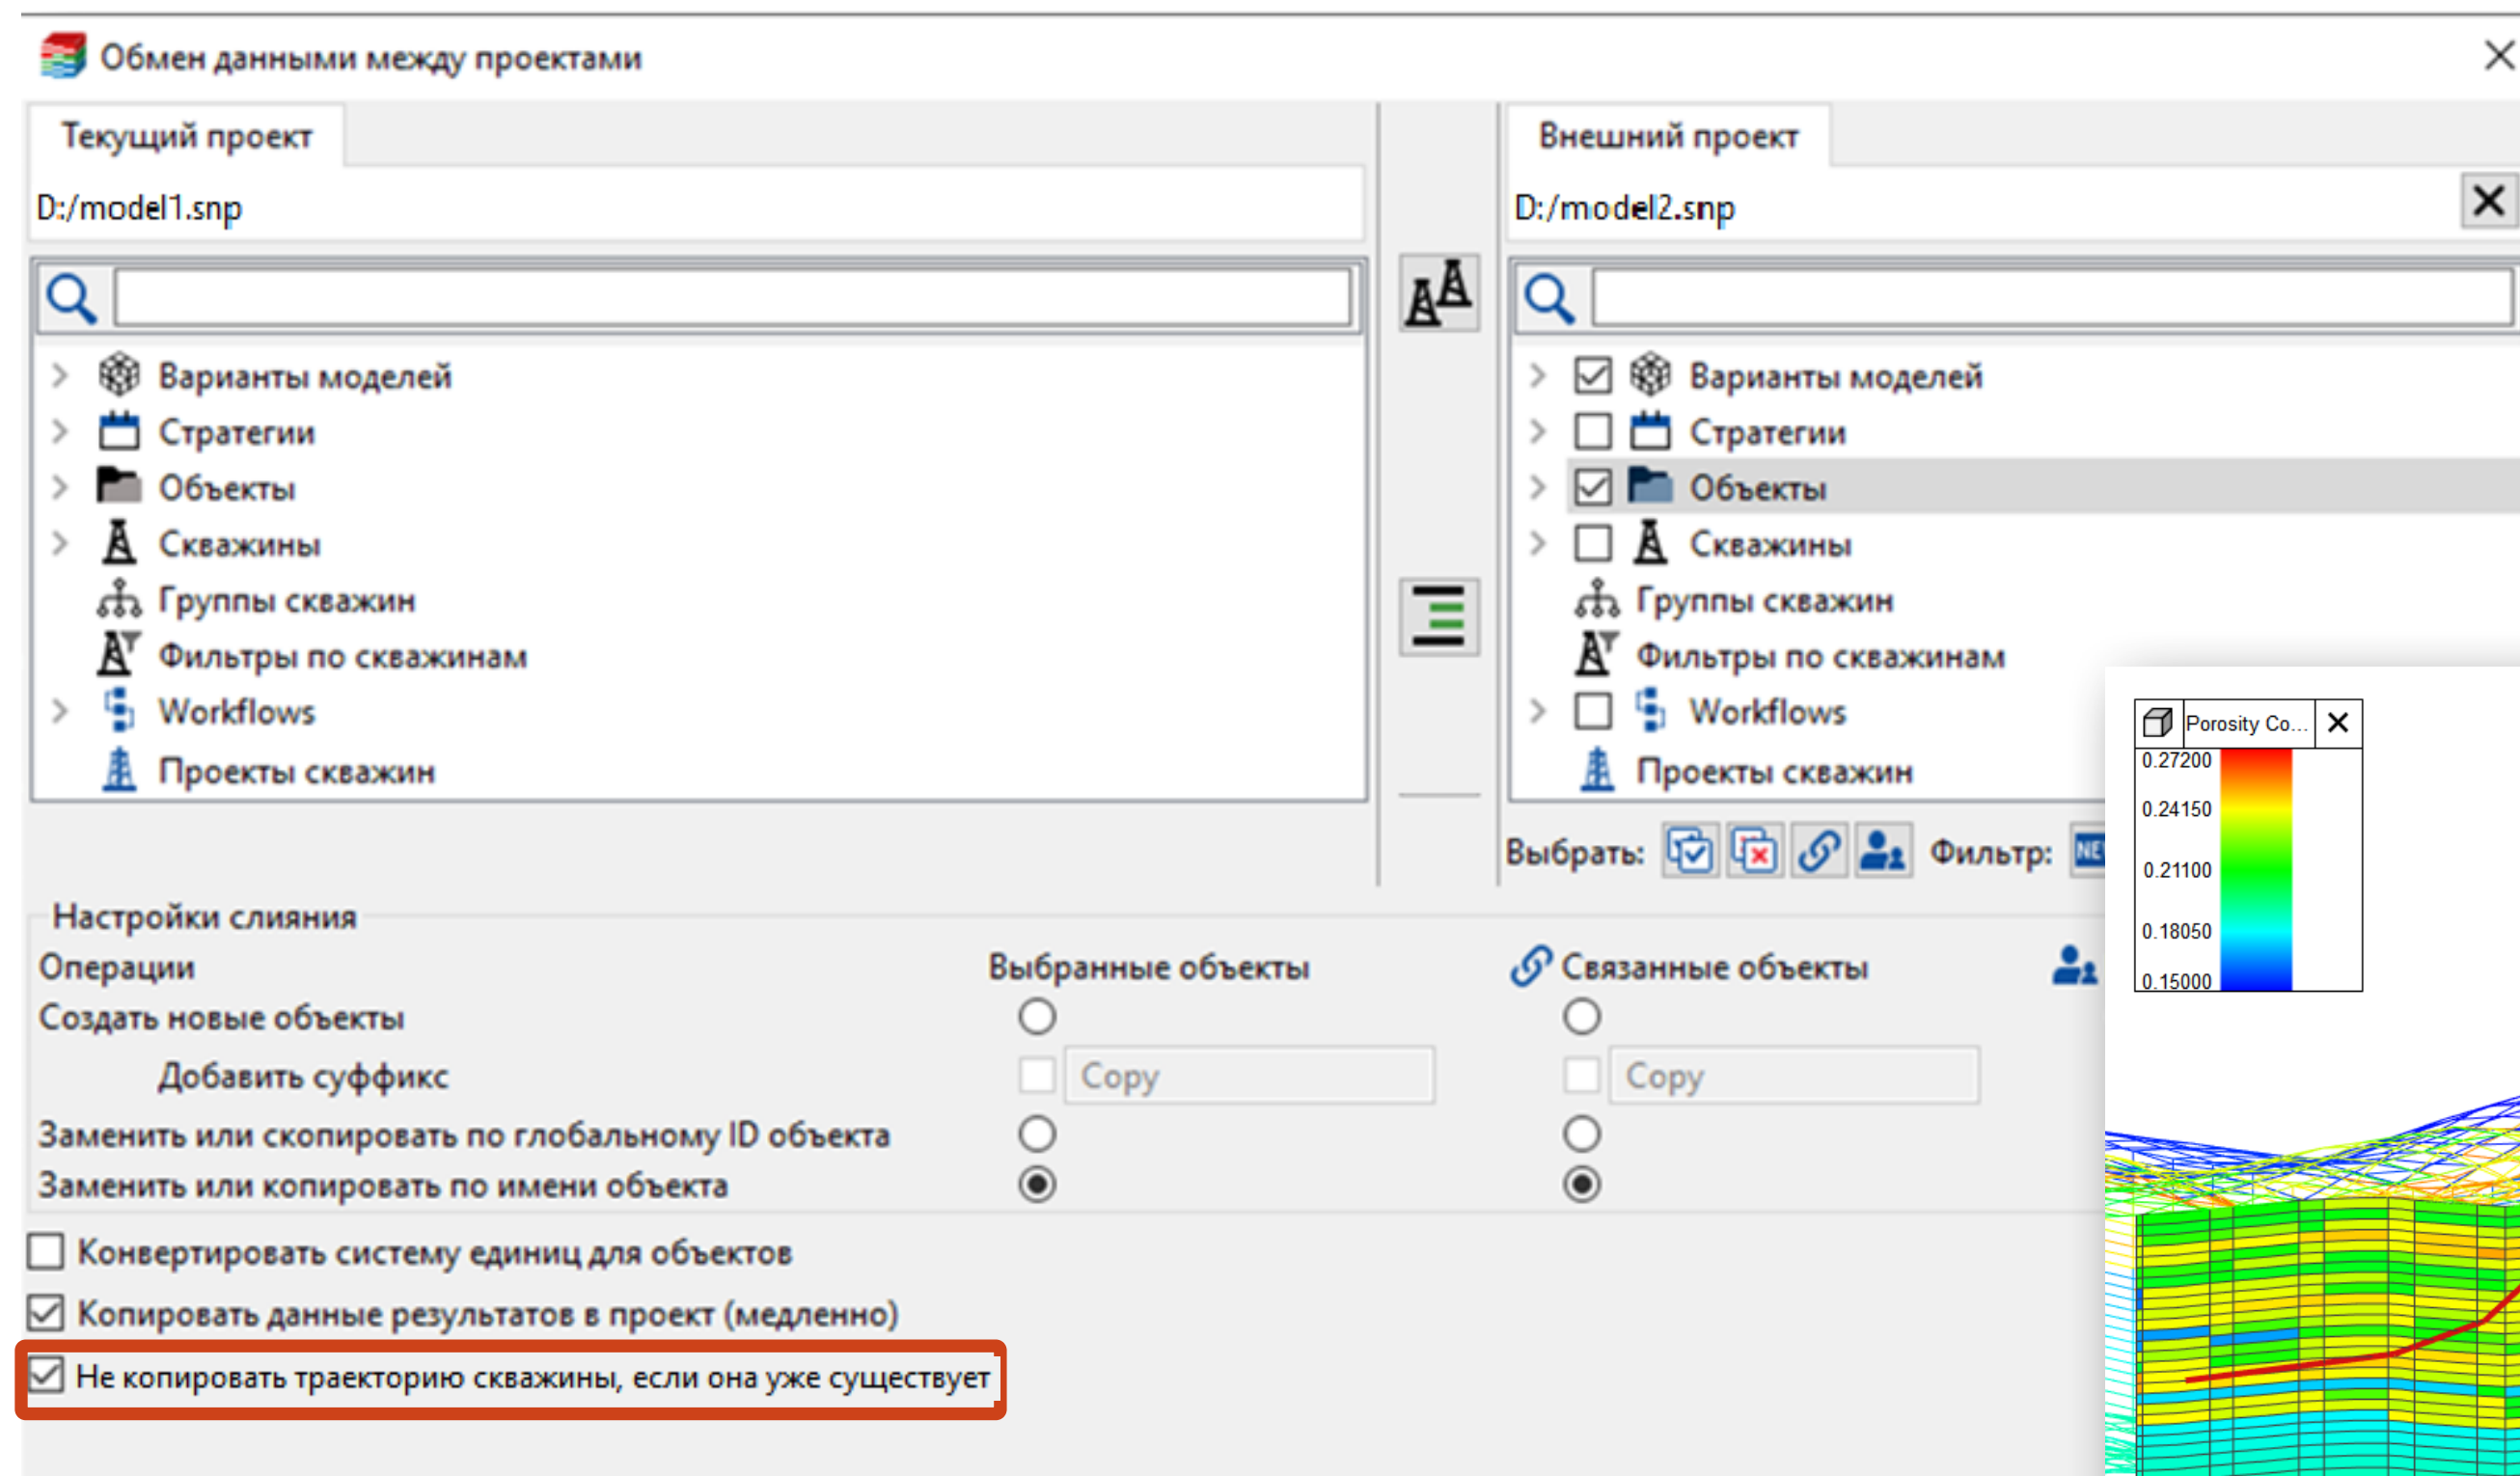 Обмен данными между проектами
Текущий проект
D:/model1.snp
Варианты моделей
Стратегии
Объекты
Скважины
Группы скважин
Фильтры по скважинам
Workflows
Проекты скважин
Внешний проект
D:/model2.snp
Варианты моделей
Стратегии
Объекты
Скважины
Группы скважин
Фильтры по скважинам
Workflows
Проекты скважин
Выбрать: Фильтр:
Настройки слияния
Операции Выбранные объекты Связанные объекты
Создать новые объекты
Добавить суффикс Copy Copy
Заменить или скопировать по глобальному ID объекта
Заменить или копировать по имени объекта
Конвертировать систему единиц для объектов
Копировать данные результатов в проект (медленно)
Не копировать траекторию скважины, если она уже существует
Porosity Co...
0.27200
0.24150
0.21100
0.18050
0.15000